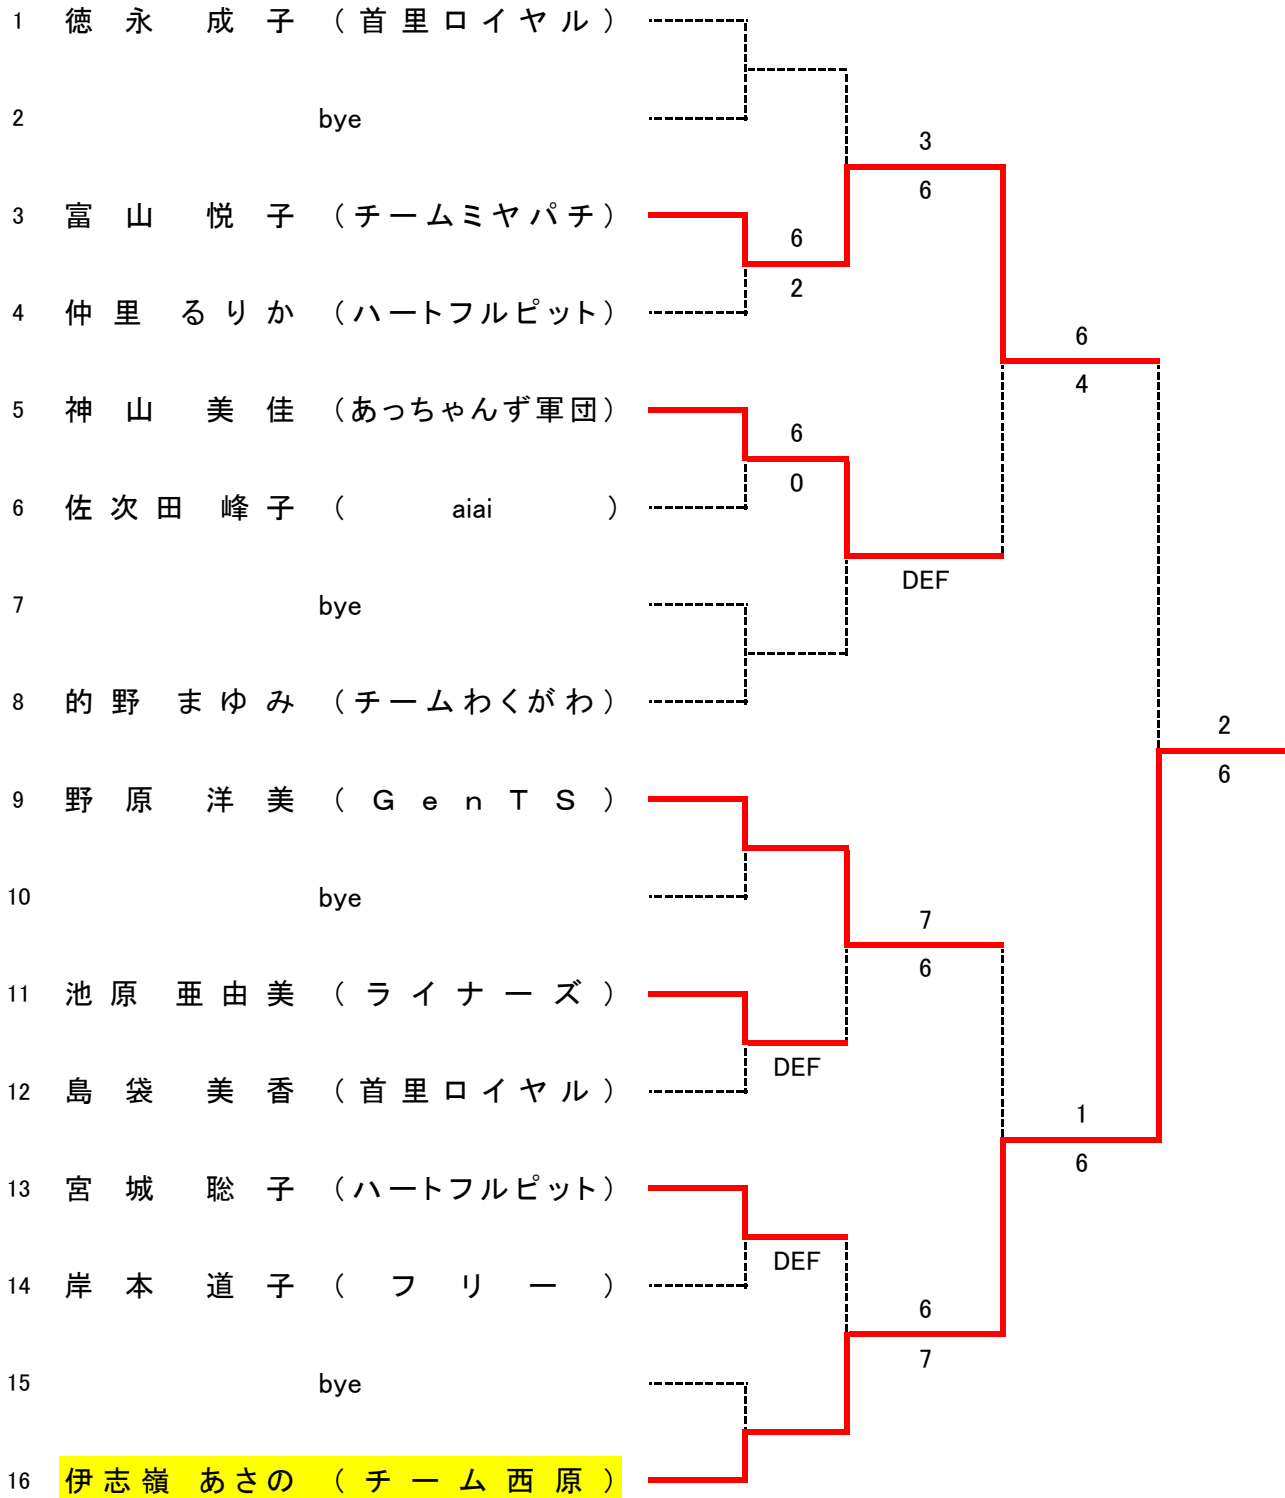 1 徳永 成子 (首里ロイヤル)
2 bye
3
6
3 富山 悦子 (チームミヤパチ)
6
2
4 仲里 るりか (ハートフルピット)
6
4
5 神山 美佳 (あっちゃんず軍団)
6
0
6 佐次田 峰子 ( aiai )
DEF
7 bye
8 的野 まゆみ (チームわくがわ)
2
6
9 野原 洋美 (GenTS)
10 bye
7
6
11 池原 亜由美 (ライナーズ)
DEF
12 島袋 美香 (首里ロイヤル)
1
6
13 宮城 聡子 (ハートフルピット)
DEF
14 岸本 道子 (フリー)
6
7
15 bye
16 伊志嶺 あさの (チーム西原)